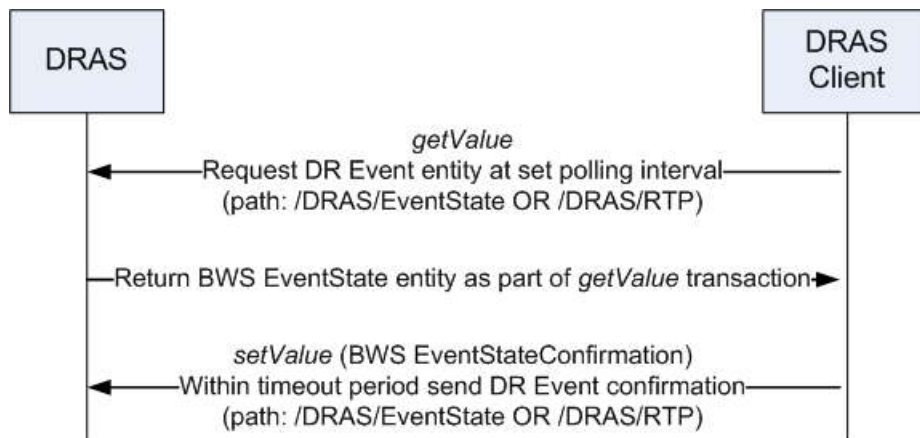 DRAS
DRAS
Client
getValue
Request DR Event entity at set polling interval
(path: /DRAS/EventState OR /DRAS/RTP)
Return BWS EventState entity as part of getValue transaction
setValue (BWS EventStateConfirmation)
Within timeout period send DR Event confirmation
(path: /DRAS/EventState OR /DRAS/RTP)